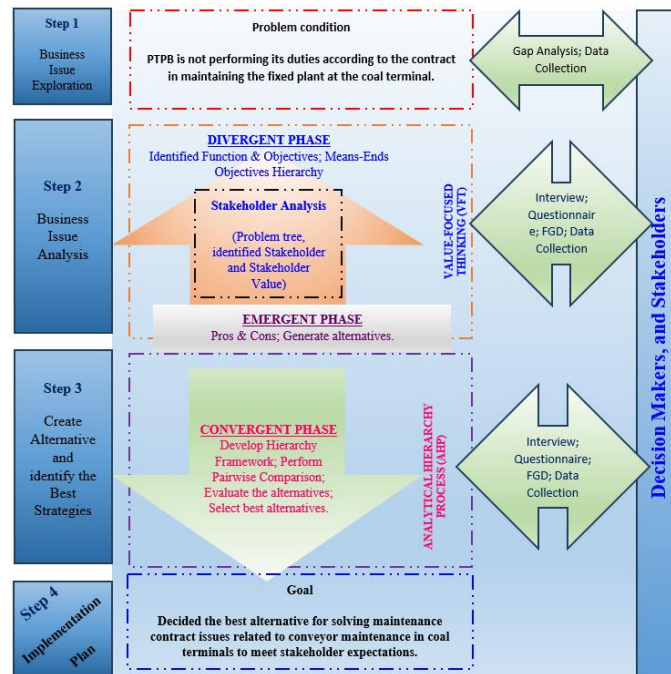 Step 1
Business
Issue
Exploration
Problem condition
PTPB is not performing its duties according to the contract
in maintaining the fixed plant at the coal terminal.
Gap Analysis; Data
Collection
Step 2
Business
Issue
Analysis
DIVERGENT PHASE
Identified Function & Objectives; Means-Ends
Objectives Hierarchy
Stakeholder Analysis
(Problem tree,
identified Stakeholder
and Stakeholder
Value)
EMERGENT PHASE
Pros & Cons; Generate alternatives.
VALUE-FOCUSED
THINKING (VFT)
Interview;
Questionnair
e; FGD; Data
Collection
Step 3
Create
Alternative
and
identify the
Best
Strategies
CONVERGENT PHASE
Develop Hierarchy
Framework; Perform
Pairwise Comparison;
Evaluate the alternatives;
Select best alternatives.
ANALYTICAL HIERARCHY
PROCESS (AHP)
Interview;
Questionnaire;
FGD; Data
Collection
Step 4
Implementation
Plan
Goal
Decided the best alternative for solving maintenance
contract issues related to conveyor maintenance in coal
terminals to meet stakeholder expectations.
Decision Makers, and Stakeholders